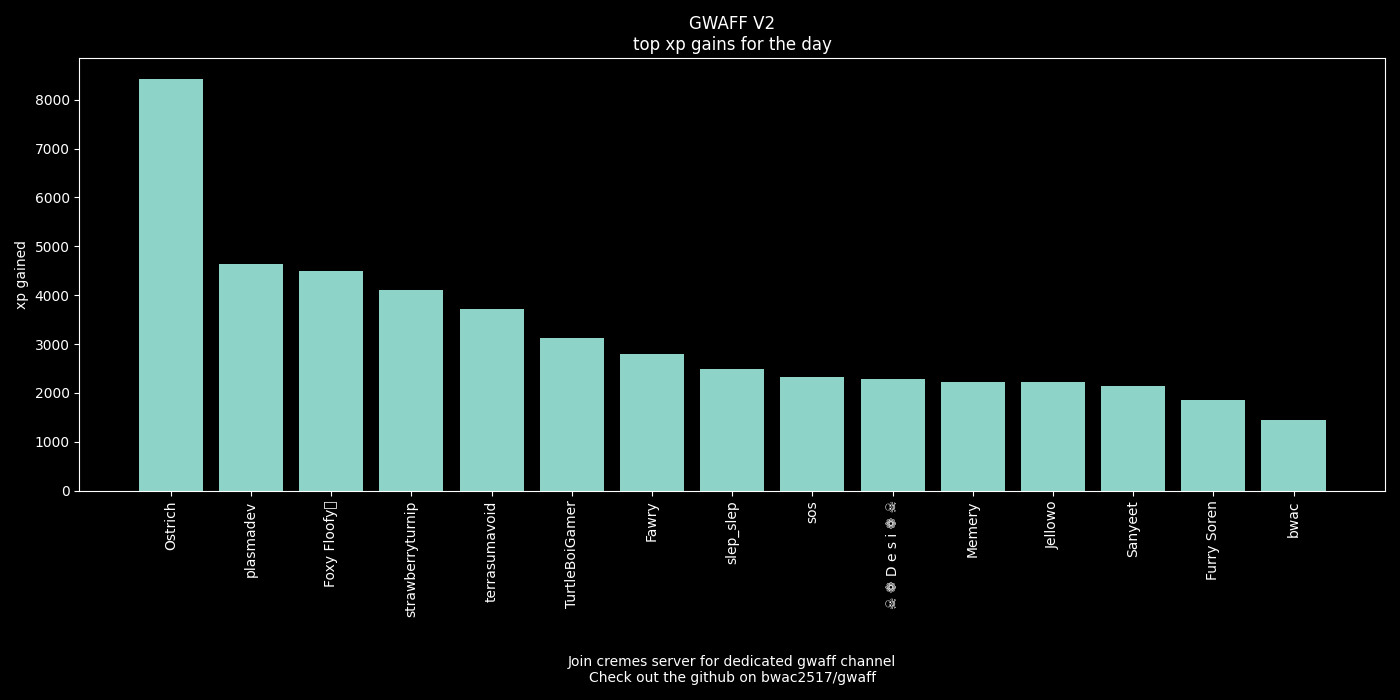 GWAFF V2
top xp gains for the day
xp gained
8000
7000
6000
5000
4000
3000
2000
1000
0
Ostrich
plasmadev
Foxy Floofy
strawberryturnip
terrasumavoid
TurtleBoiGamer
Fawry
slep_slep
sos
☠ ❁ D e s i ❁ ☠
Memery
Jellowo
Sanyeet
Furry Soren
bwac
Join cremes server for dedicated gwaff channel
Check out the github on bwac2517/gwaff